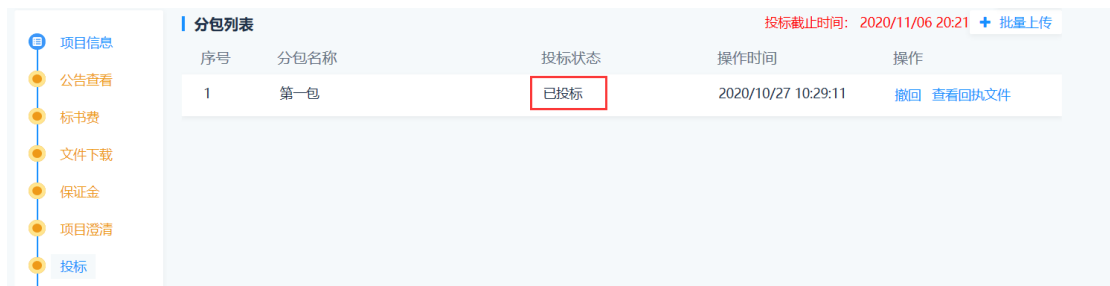 项目信息
公告查看
标书费
文件下载
保证金
项目澄清
投标
分包列表
投标截止时间： 2020/11/06 20:21 批量上传
序号 分包名称 投标状态 操作时间 操作
1 第一包 已投标 2020/10/27 10:29:11 撤回 查看回执文件